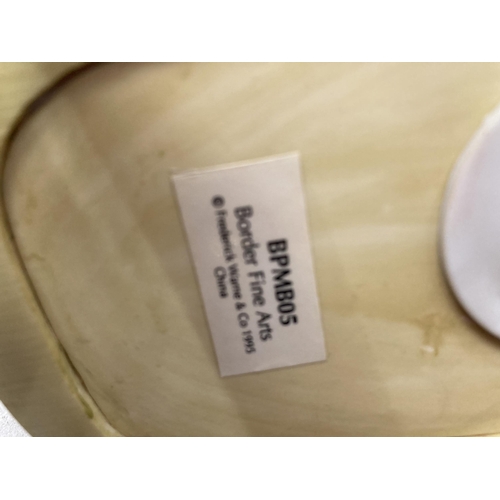 BPMB05
Border Fine Arts
© Frederick Warne & Co 1995
China